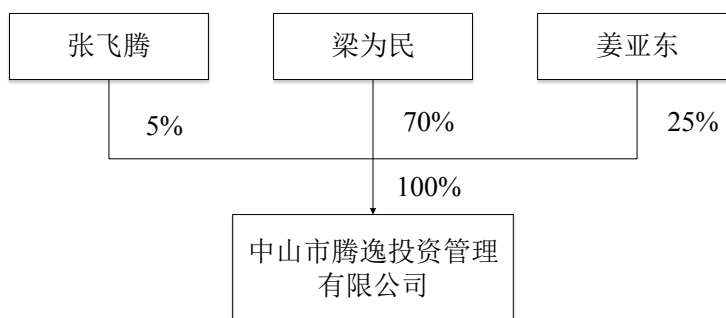 张飞腾
梁为民
姜亚东
5%
70%
25%
100%
中山市腾逸投资管理
有限公司